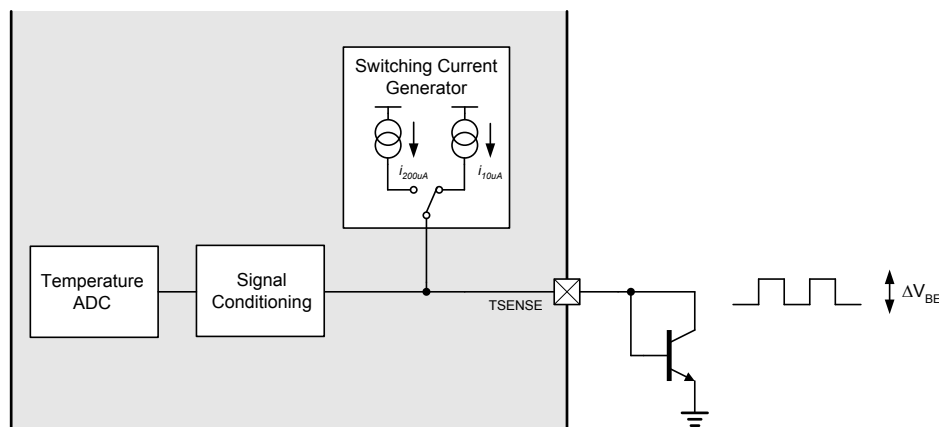 Switching Current
Generator
i200uA
i10uA
Temperature
ADC
Signal
Conditioning
TSENSE
ΔVBE